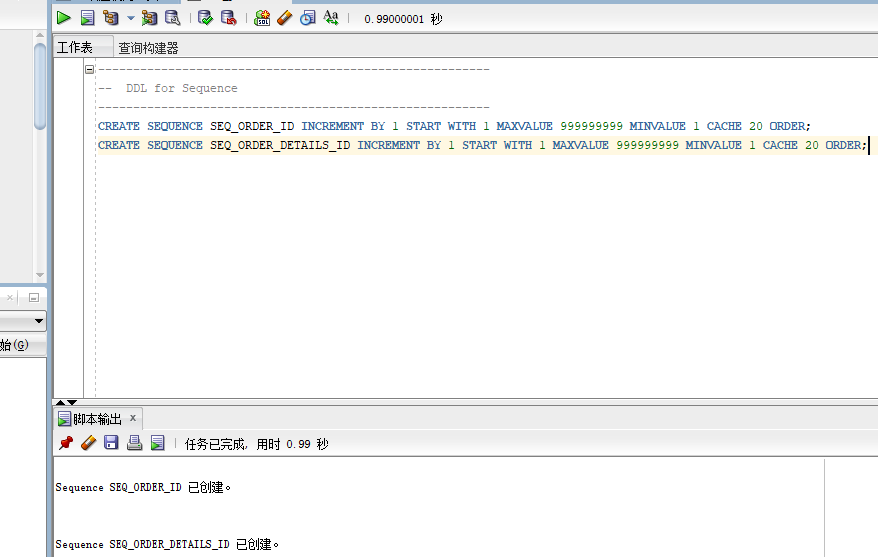 0.99000001 秒
工作表 查询构建器
--------------------------------------------------------
-- DDL for Sequence
--------------------------------------------------------
CREATE SEQUENCE SEQ_ORDER_ID INCREMENT BY 1 START WITH 1 MAXVALUE 999999999 MINVALUE 1 CACHE 20 ORDER;
CREATE SEQUENCE SEQ_ORDER_DETAILS_ID INCREMENT BY 1 START WITH 1 MAXVALUE 999999999 MINVALUE 1 CACHE 20 ORDER;
始(G)
脚本输出 ×
任务已完成, 用时 0.99 秒
Sequence SEQ_ORDER_ID 已创建。
Sequence SEQ_ORDER_DETAILS_ID 已创建。